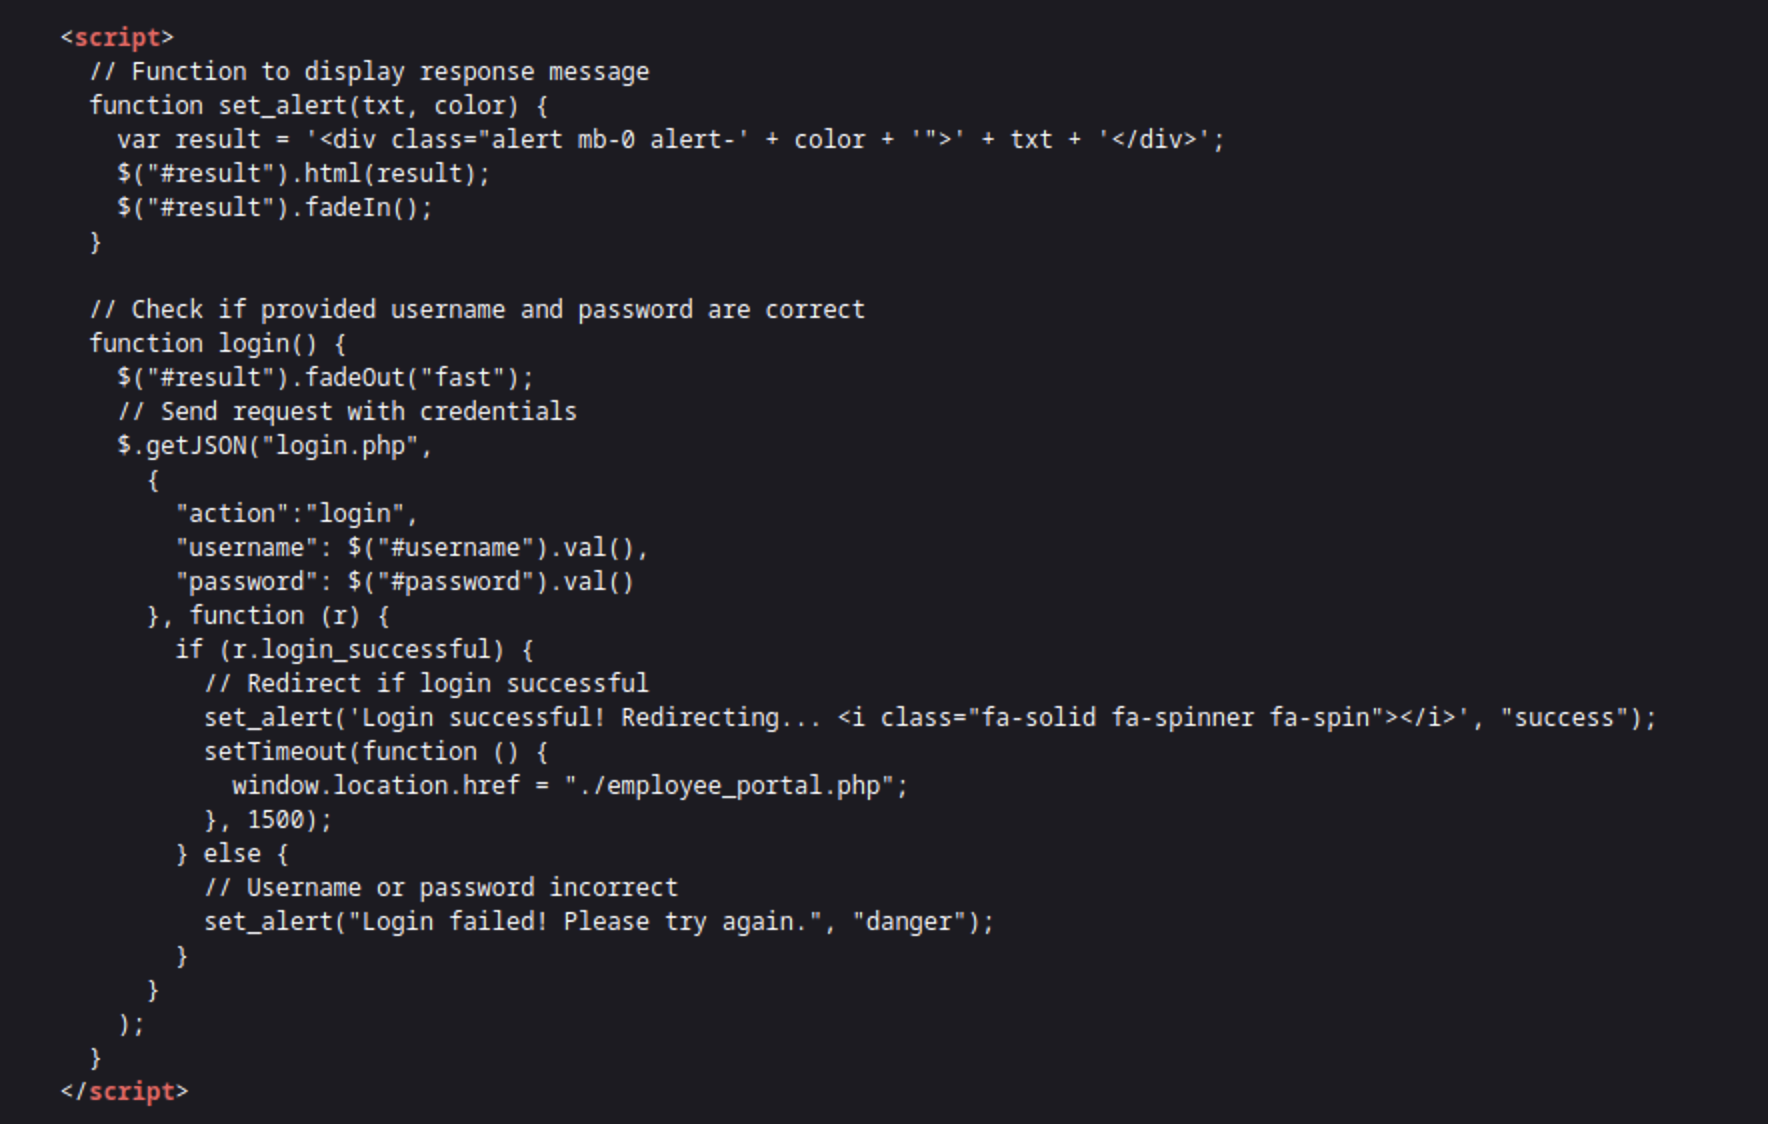 <script>
  // Function to display response message
  function set_alert(txt, color) {
    var result = '<div class="alert mb-0 alert-' + color + '">' + txt + '</div>';
    $("#result").html(result);
    $("#result").fadeIn();
  }

  // Check if provided username and password are correct
  function login() {
    $("#result").fadeOut("fast");
    // Send request with credentials
    $.getJSON("login.php",
      {
        "action":"login",
        "username": $("#username").val(),
        "password": $("#password").val()
      }, function (r) {
        if (r.login_successful) {
          // Redirect if login successful
          set_alert('Login successful! Redirecting... <i class="fa-solid fa-spinner fa-spin"></i>', "success");
          setTimeout(function () {
            window.location.href = "./employee_portal.php";
          }, 1500);
        } else {
          // Username or password incorrect
          set_alert("Login failed! Please try again.", "danger");
        }
      }
    );
  }
</script>